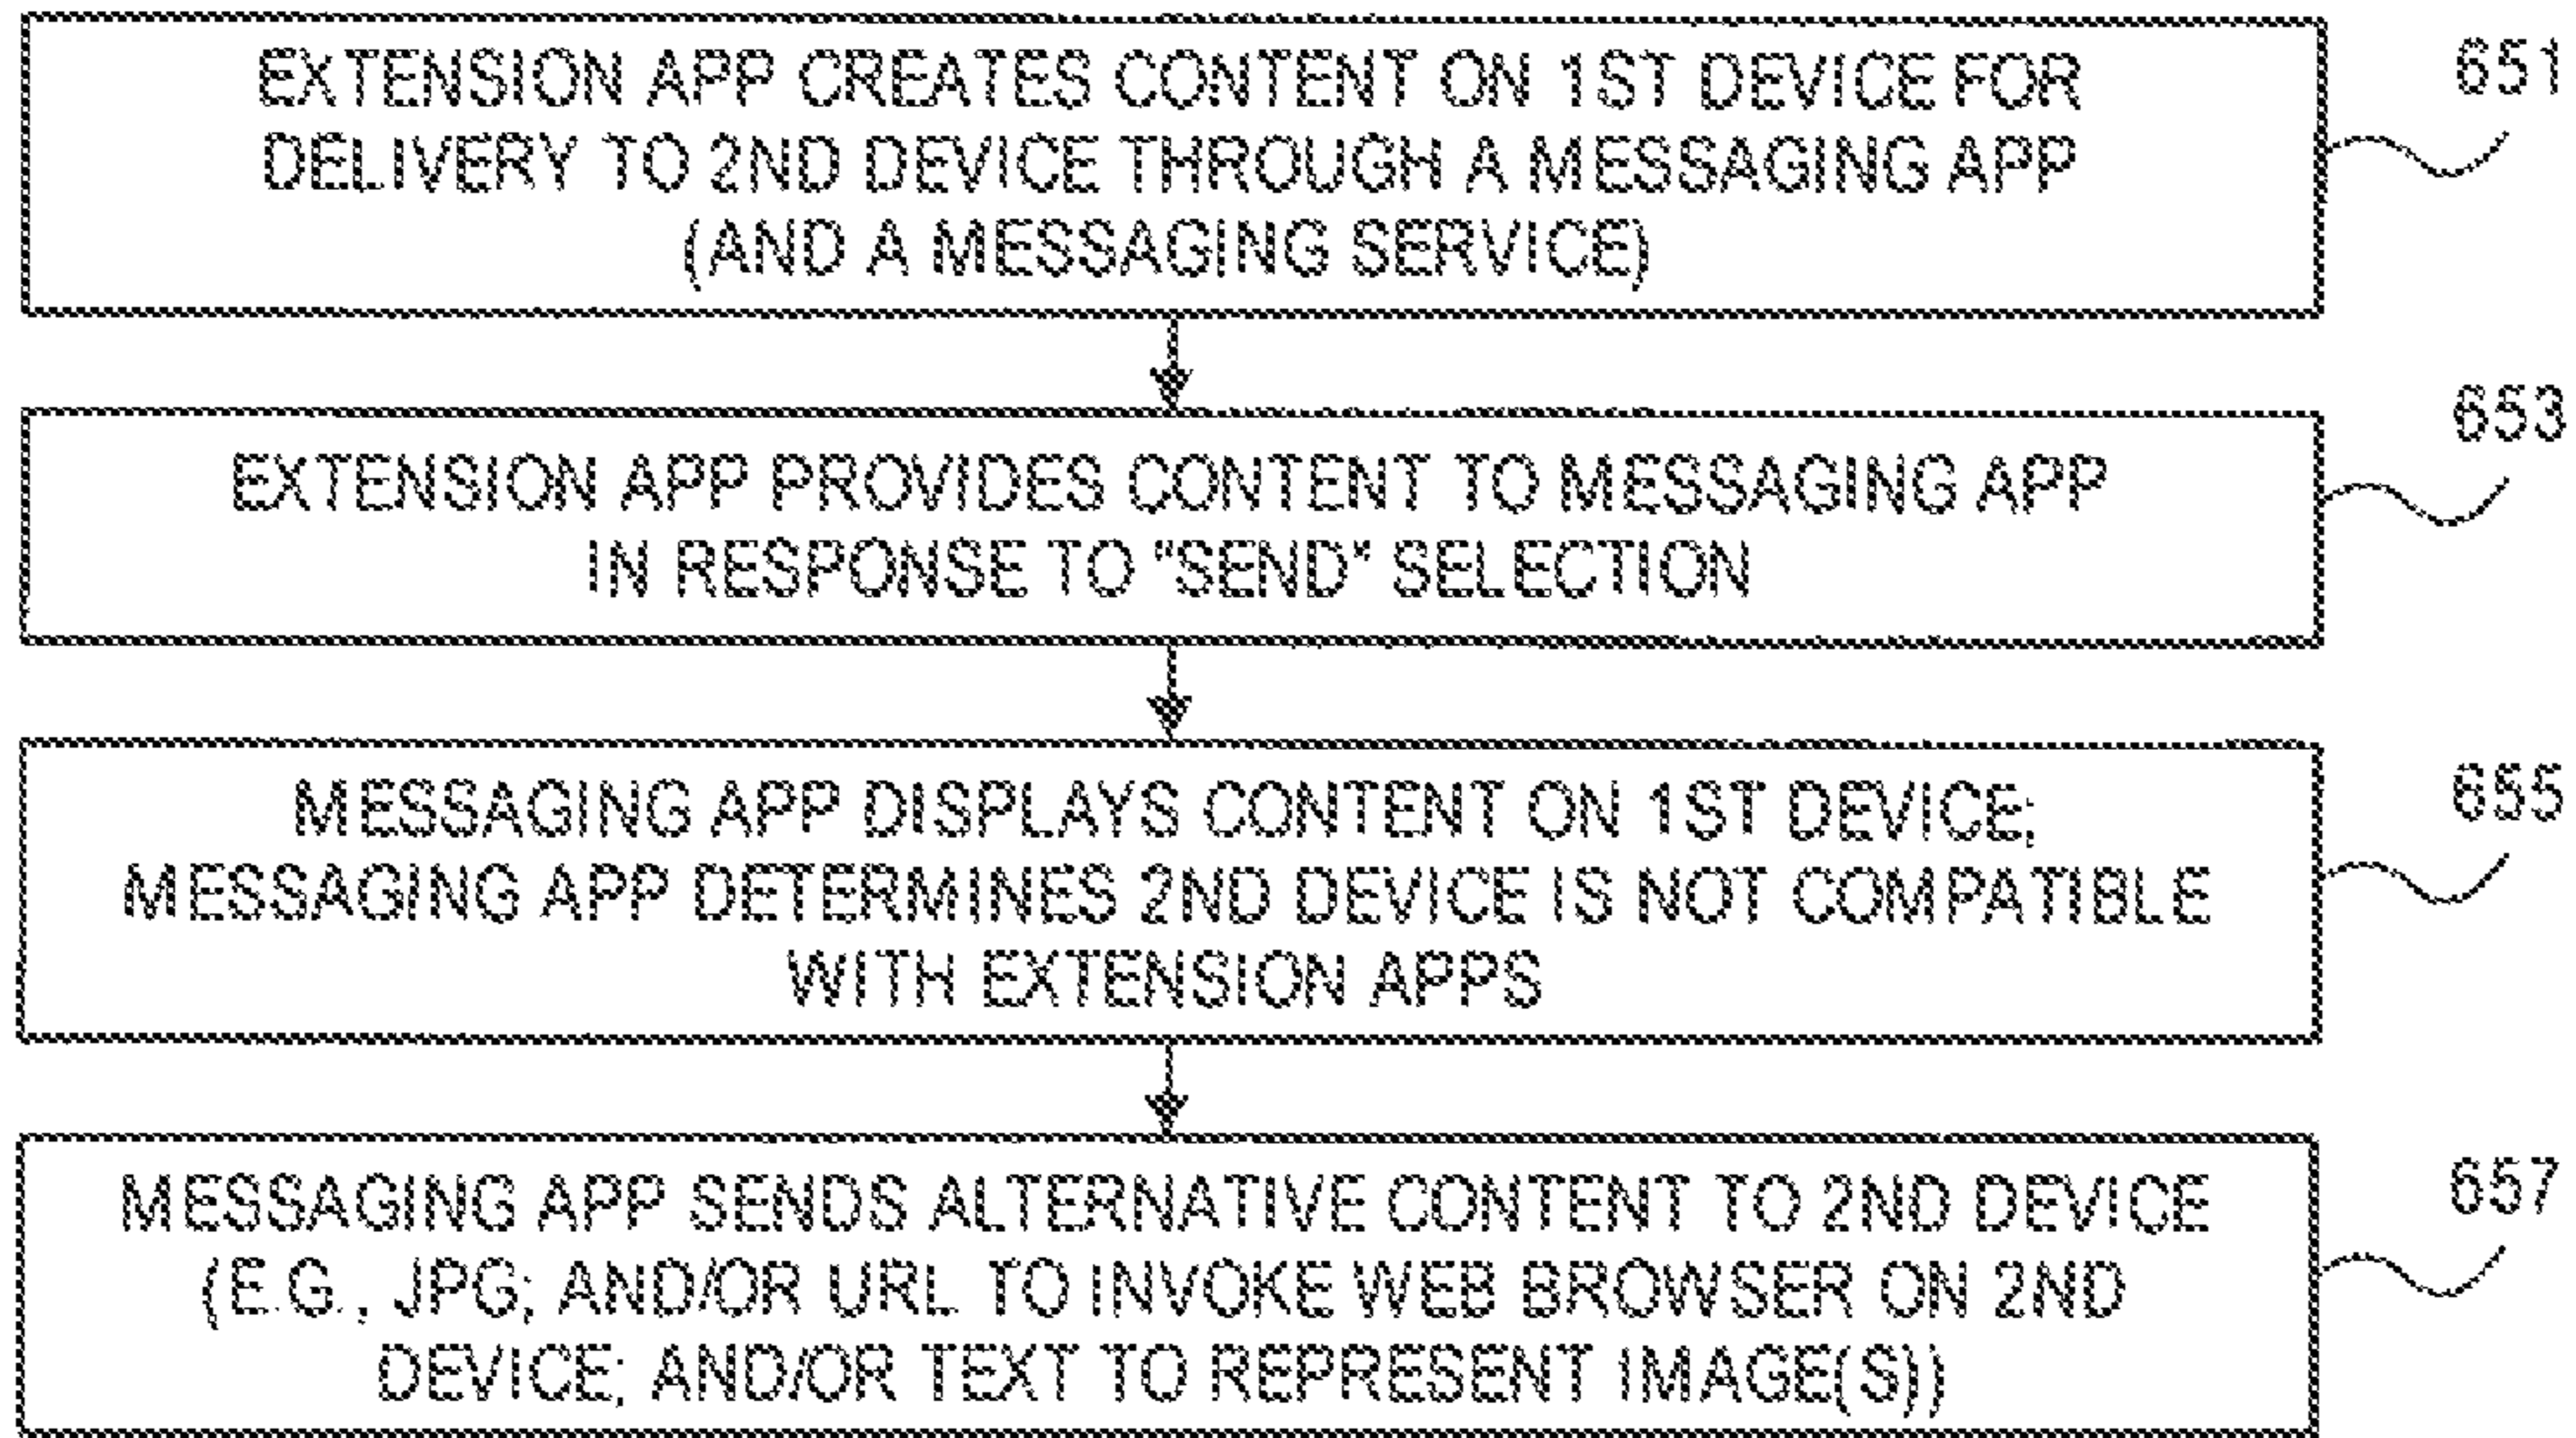 EXTENSION APP CREATES CONTENT ON 1ST DEVICE FOR
DELIVERY TO 2ND DEVICE THROUGH A MESSAGING APP
(AND A MESSAGING SERVICE)
651
EXTENSION APP PROVIDES CONTENT TO MESSAGING APP
IN RESPONSE TO "SEND" SELECTION
653
MESSAGING APP DISPLAYS CONTENT ON 1ST DEVICE;
MESSAGING APP DETERMINES 2ND DEVICE IS NOT COMPATIBLE
WITH EXTENSION APPS
655
MESSAGING APP SENDS ALTERNATIVE CONTENT TO 2ND DEVICE
(E.G., JPG; AND/OR URL TO INVOKE WEB BROWSER ON 2ND
DEVICE; AND/OR TEXT TO REPRESENT IMAGE(S))
657